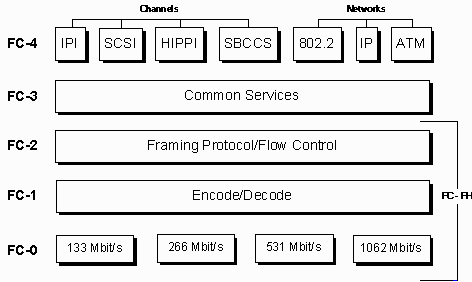 Channels Networks
FC-4 IPI SCSI HIPPI SBCCS 802.2 IP ATM
FC-3 Common Services
FC-2 Framing Protocol/Flow Control
FC-1 Encode/Decode
FC-PH
FC-0 133 Mbit/s 266 Mbit/s 531 Mbit/s 1062 Mbit/s